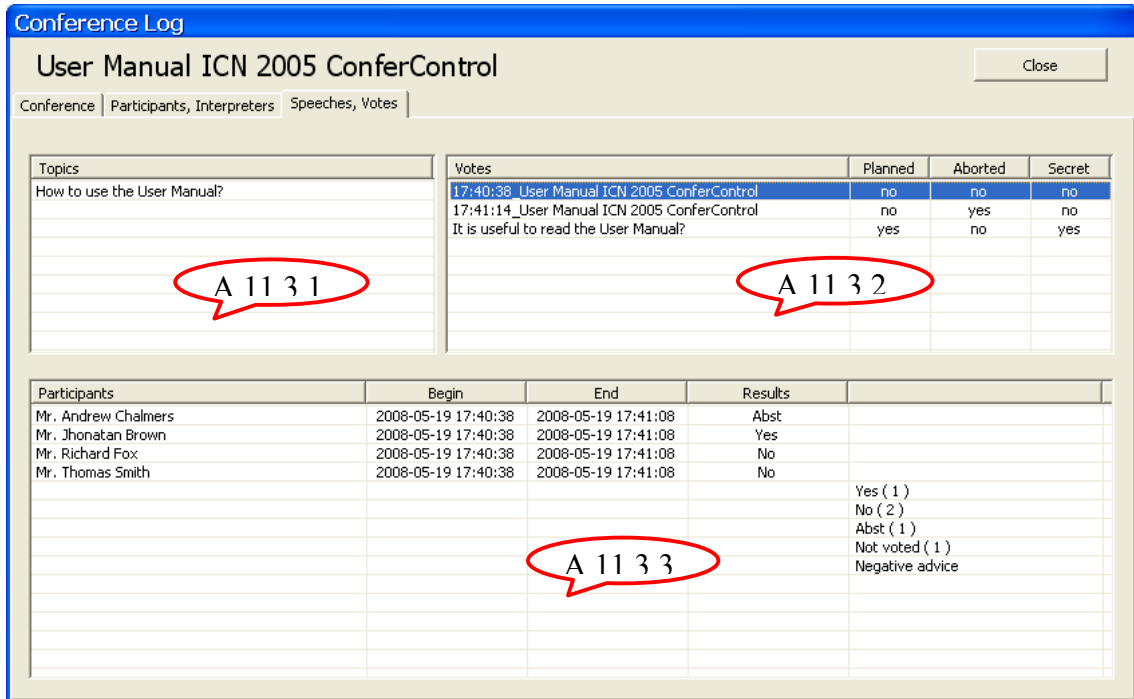 Conference Log
User Manual ICN 2005 ConferControl
Close
Conference Participants, Interpreters Speeches, Votes
Topics
How to use the User Manual?
A 11 3 1
Votes Planned Aborted Secret
17:40:38_User Manual ICN 2005 ConferControl no no no
17:41:14_User Manual ICN 2005 ConferControl no yes no
It is useful to read the User Manual? yes no yes
A 11 3 2
Participants Begin End Results
Mr. Andrew Chalmers 2008-05-19 17:40:38 2008-05-19 17:41:08 Abst
Mr. Jhonatan Brown 2008-05-19 17:40:38 2008-05-19 17:41:08 Yes
Mr. Richard Fox 2008-05-19 17:40:38 2008-05-19 17:41:08 No
Mr. Thomas Smith 2008-05-19 17:40:38 2008-05-19 17:41:08 No
Yes ( 1 )
No ( 2 )
Abst ( 1 )
Not voted ( 1 )
Negative advice
A 11 3 3